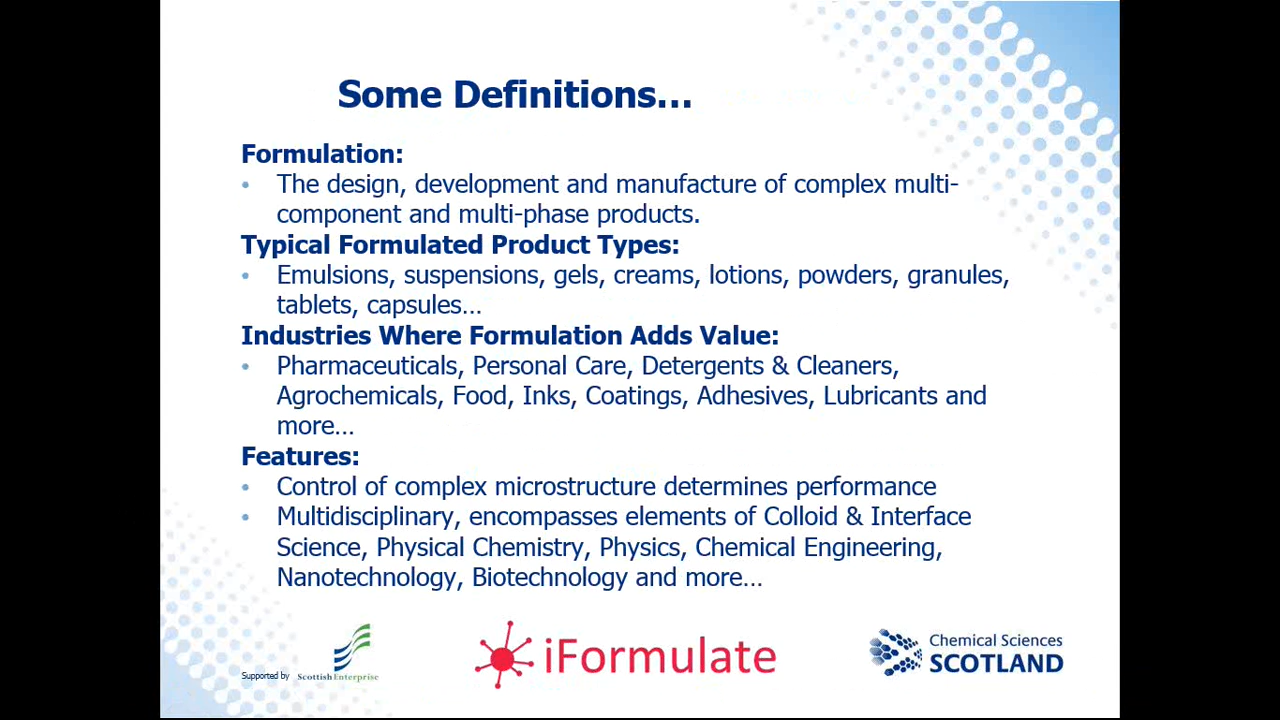 Some Definitions...
Formulation:
• The design, development and manufacture of complex multi-
component and multi-phase products.
Typical Formulated Product Types:
• Emulsions, suspensions, gels, creams, lotions, powders, granules,
tablets, capsules...
Industries Where Formulation Adds Value:
• Pharmaceuticals, Personal Care, Detergents & Cleaners,
Agrochemicals, Food, Inks, Coatings, Adhesives, Lubricants and
more...
Features:
• Control of complex microstructure determines performance
• Multidisciplinary, encompasses elements of Colloid & Interface
Science, Physical Chemistry, Physics, Chemical Engineering,
Nanotechnology, Biotechnology and more...
Supported by Scottish Enterprise
iFormulate
Chemical Sciences
SCOTLAND